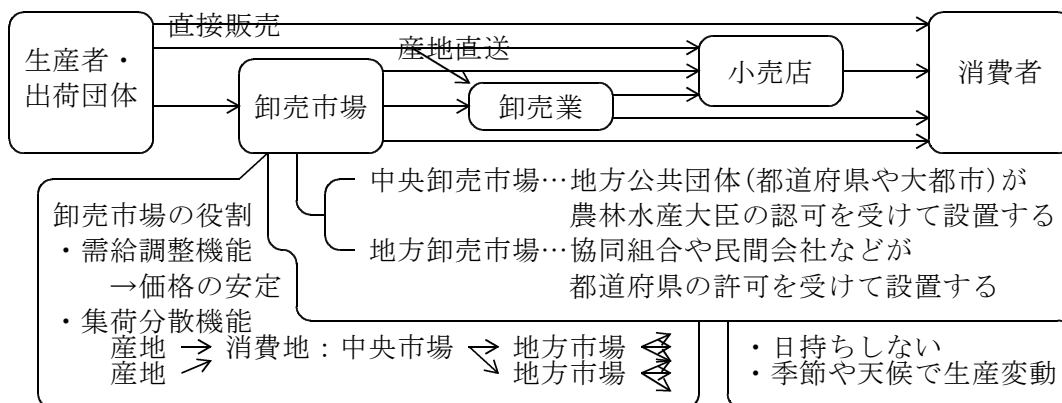 直接販売
生産者・
出荷団体
産地直送
卸売市場
卸売業
小売店
消費者
中央卸売市場…地方公共団体(都道府県や大都市)が
農林水産大臣の認可を受けて設置する
地方卸売市場…協同組合や民間会社などが
都道府県の許可を受けて設置する
卸売市場の役割
・需給調整機能
→価格の安定
・集荷分散機能
産地→消費地：中央市場→地方市場
産地 地方市場
・日持ちしない
・季節や天候で生産変動